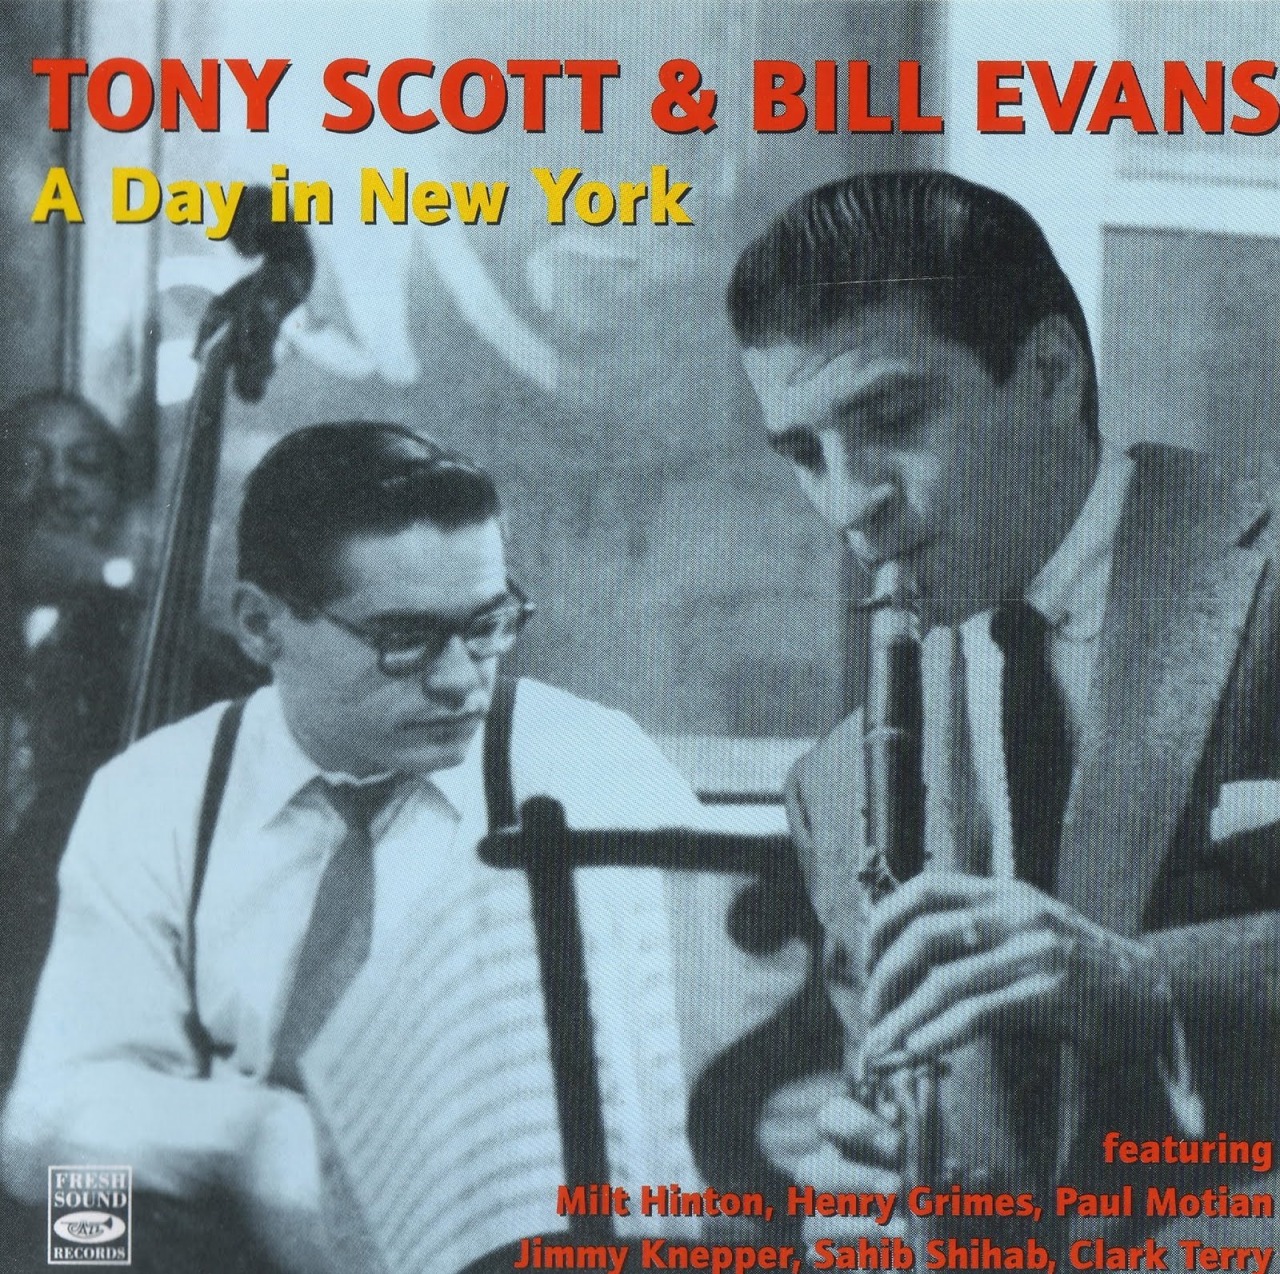 TONY SCOTT & BILL EVANS
A Day in New York
featuring
Milt Hinton, Henry Grimes, Paul Motian
Jimmy Knepper, Sahib Shihab, Clark Terry
FRESH
SOUND
JAZZ
RECORDS